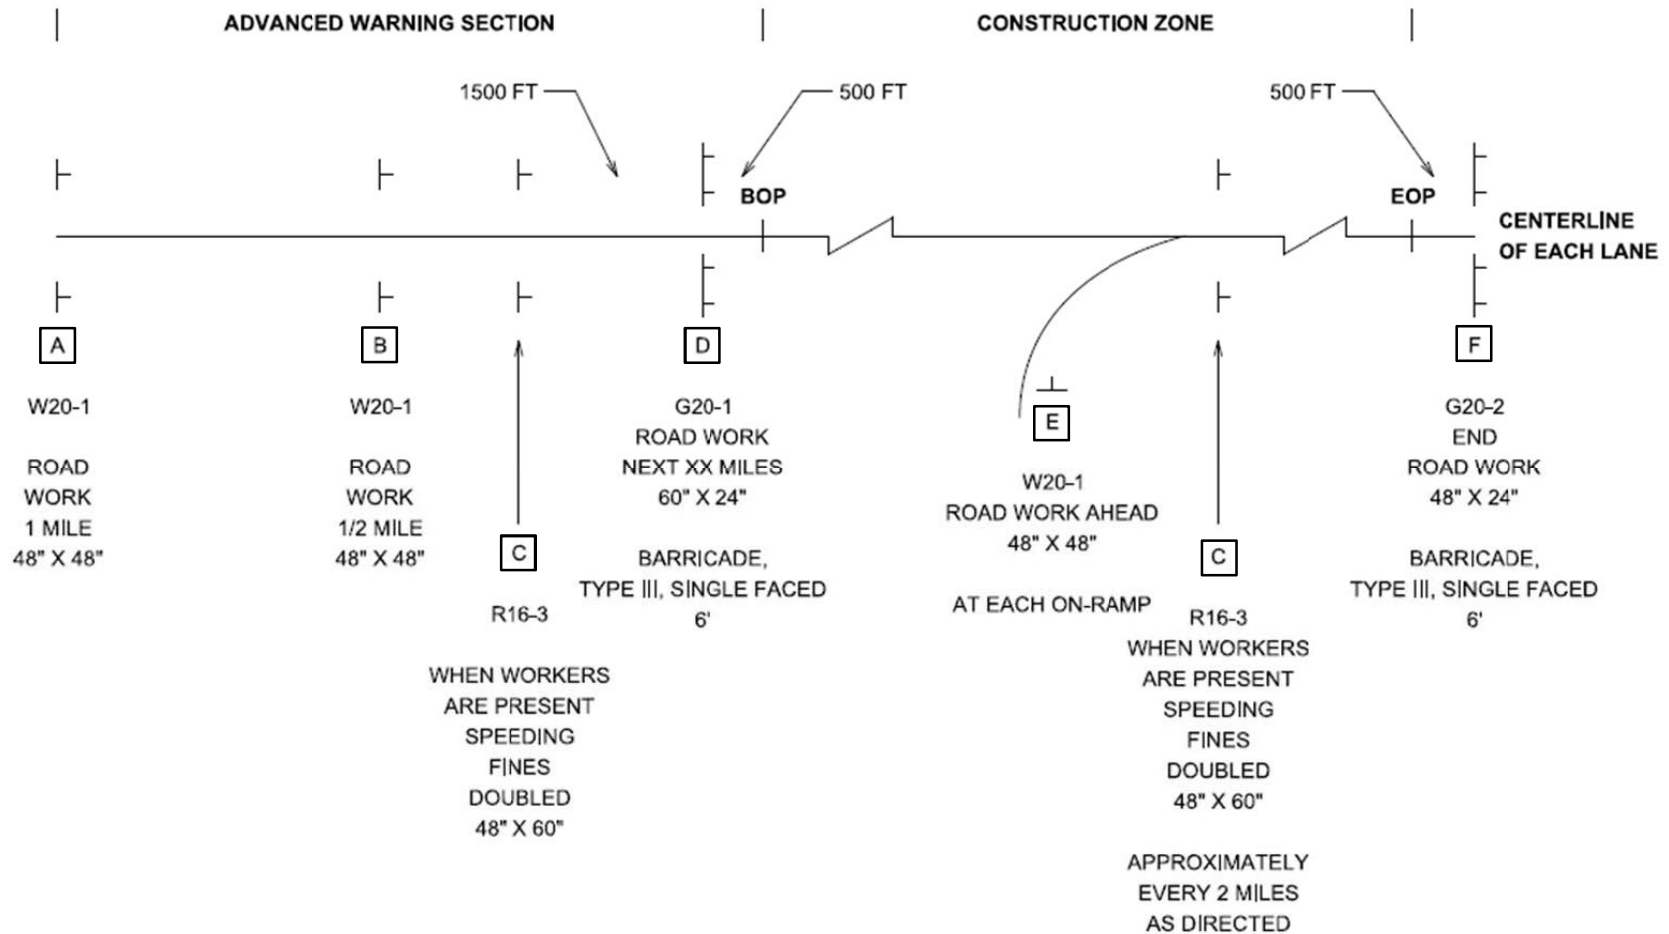 ADVANCED WARNING SECTION
CONSTRUCTION ZONE
1500 FT
500 FT
500 FT
BOP
EOP
CENTERLINE
OF EACH LANE
A
W20-1
ROAD
WORK
1 MILE
48" X 48"
B
W20-1
ROAD
WORK
1/2 MILE
48" X 48"
C
R16-3
WHEN WORKERS
ARE PRESENT
SPEEDING
FINES
DOUBLED
48" X 60"
D
G20-1
ROAD WORK
NEXT XX MILES
60" X 24"
BARRICADE,
TYPE III, SINGLE FACED
6'
E
W20-1
ROAD WORK AHEAD
48" X 48"
AT EACH ON-RAMP
C
R16-3
WHEN WORKERS
ARE PRESENT
SPEEDING
FINES
DOUBLED
48" X 60"
APPROXIMATELY
EVERY 2 MILES
AS DIRECTED
F
G20-2
END
ROAD WORK
48" X 24"
BARRICADE,
TYPE III, SINGLE FACED
6'